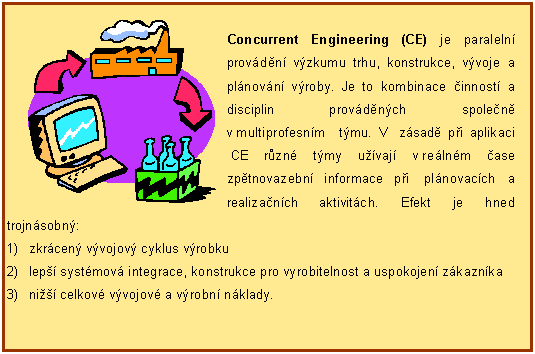 Concurrent Engineering (CE) je paralelní
provádění výzkumu trhu, konstrukce, vývoje a
plánování výroby. Je to kombinace činností a
disciplin prováděných společně
v multiprofesním týmu. V zásadě při aplikaci
CE různé týmy užívají v reálném čase
zpětnovazební informace při plánovacích a
realizačních aktivitách. Efekt je hned
trojnásobný:
1) zkrácený vývojový cyklus výrobku
2) lepší systémová integrace, konstrukce pro vyrobitelnost a uspokojení zákazníka
3) nižší celkové vývojové a výrobní náklady.